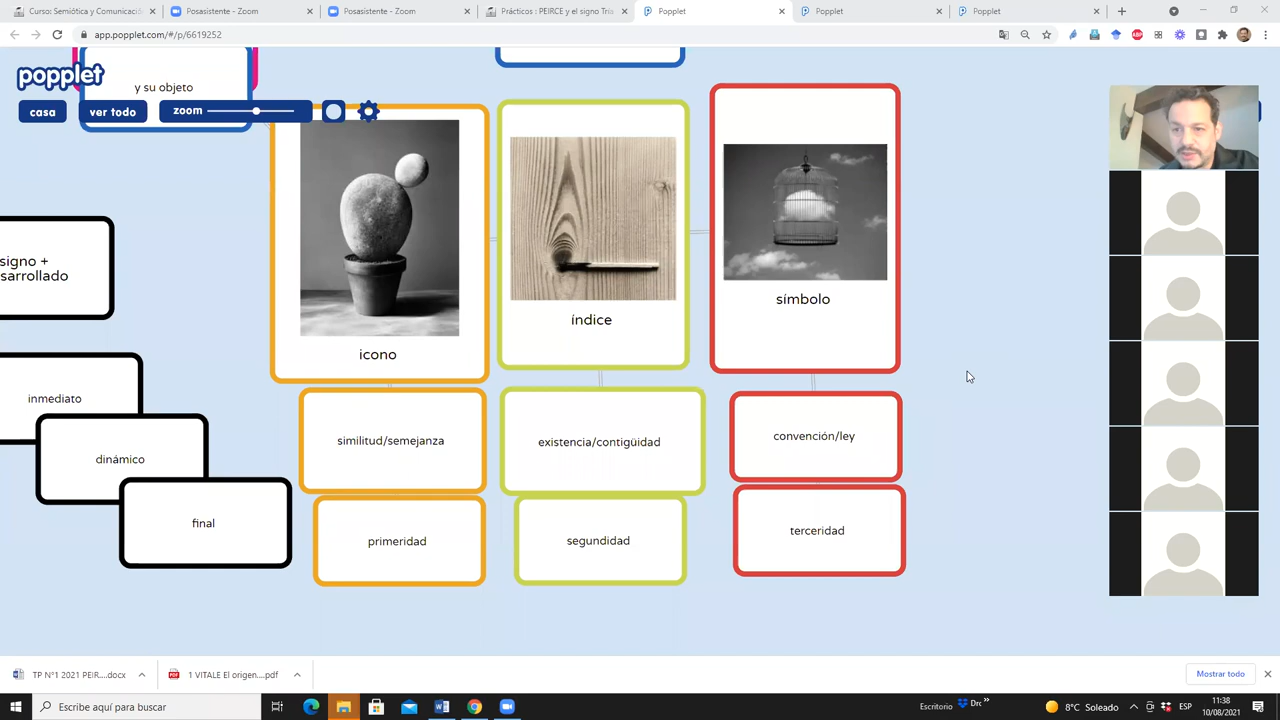 Curso: Semiótica y Comunicació
Posasistente - Zoom
Posasistente - Zoom
Prácticos : PEIRCE y el signo Tria
Popplet
Popplet
Popplet
app.popplet.com/#/p/6619252
popplet
y su objeto
casa
ver todo
zoom
signo +
sarrollado
inmediato
dinámico
final
icono
similitud/semejanza
primeridad
índice
existencia/contigüidad
segundidad
símbolo
convención/ley
terceridad
TP N°1 2021 PEIR....docx
1 VITALE El origen....pdf
Mostrar todo
Escribe aquí para buscar
Escritorio
8°C Soleado
ESP
11:38
10/08/2021